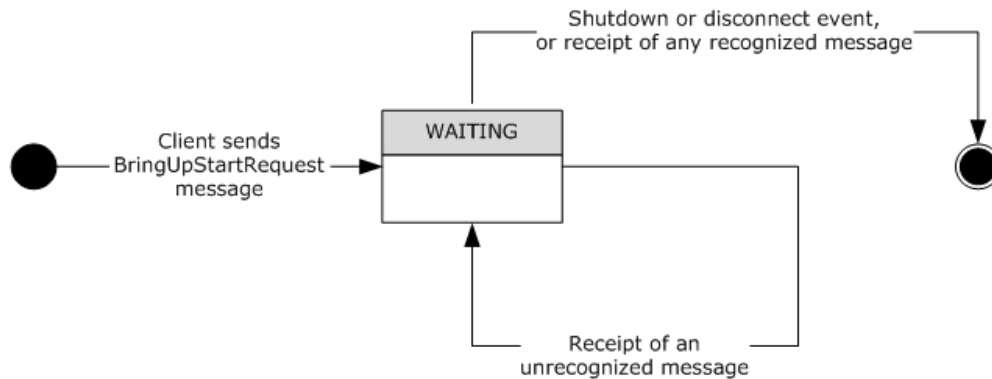 Shutdown or disconnect event,
or receipt of any recognized message
WAITING
Client sends
BringUpStartRequest
message
Receipt of an
unrecognized message